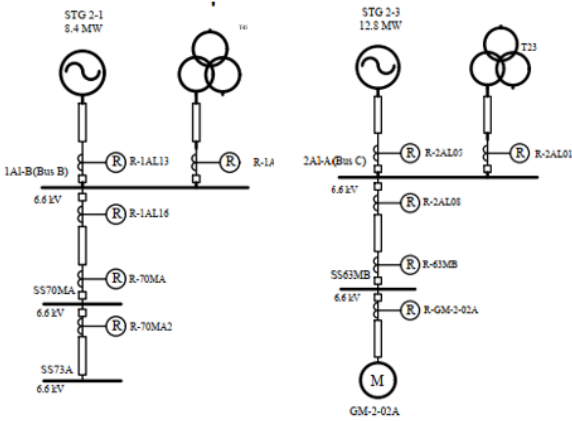 STG 2-1
8.4 MW
R
R-1AL13
R
R-1A
1Al-B(Bus B)
6.6 kV
R
R-1AL16
R
R-70MA
SS70MA
6.6 kV
R
R-70MA2
SS73A
6.6 kV
STG 2-3
12.8 MW
T23
R
R-2AL05
R
R-2AL01
2Al-A(Bus C)
6.6 kV
R
R-2AL08
R
R-63MB
SS63MB
6.6 kV
R
R-GM-2-02A
M
GM-2-02A